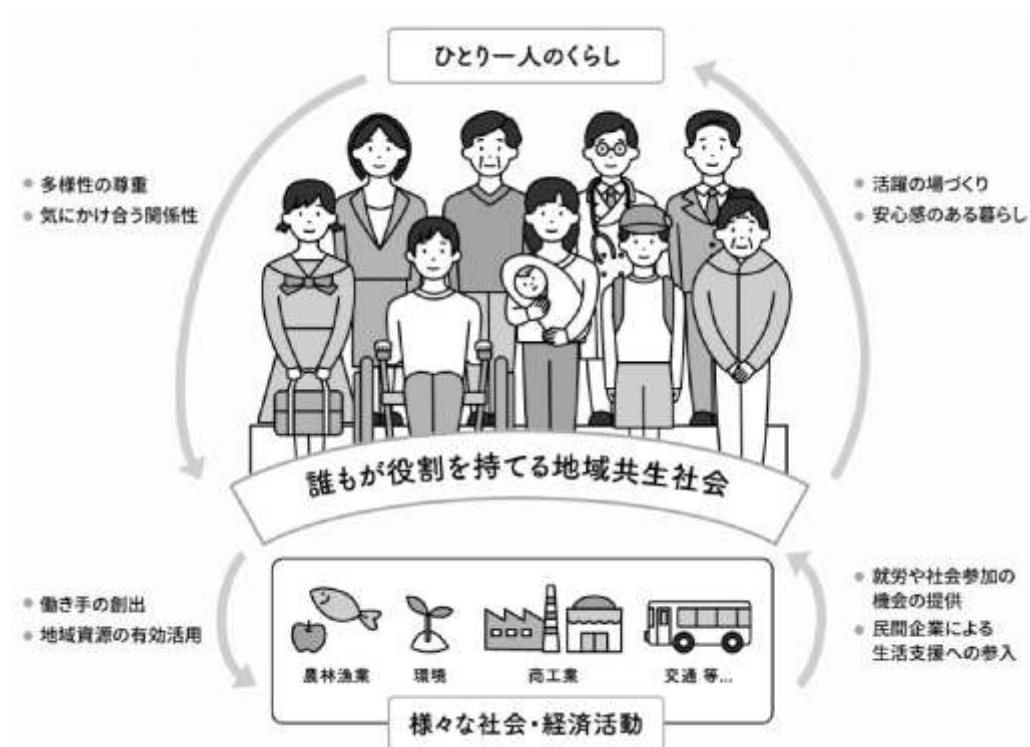 ひとり一人のくらし
多様性の尊重
気にかけ合う関係性
活躍の場づくり
安心感のある暮らし
誰もが役割を持てる地域共生社会
働き手の創出
地域資源の有効活用
就労や社会参加の
機会の提供
民間企業による
生活支援への参入
農林漁業
環境
商工業
交通 等...
様々な社会・経済活動